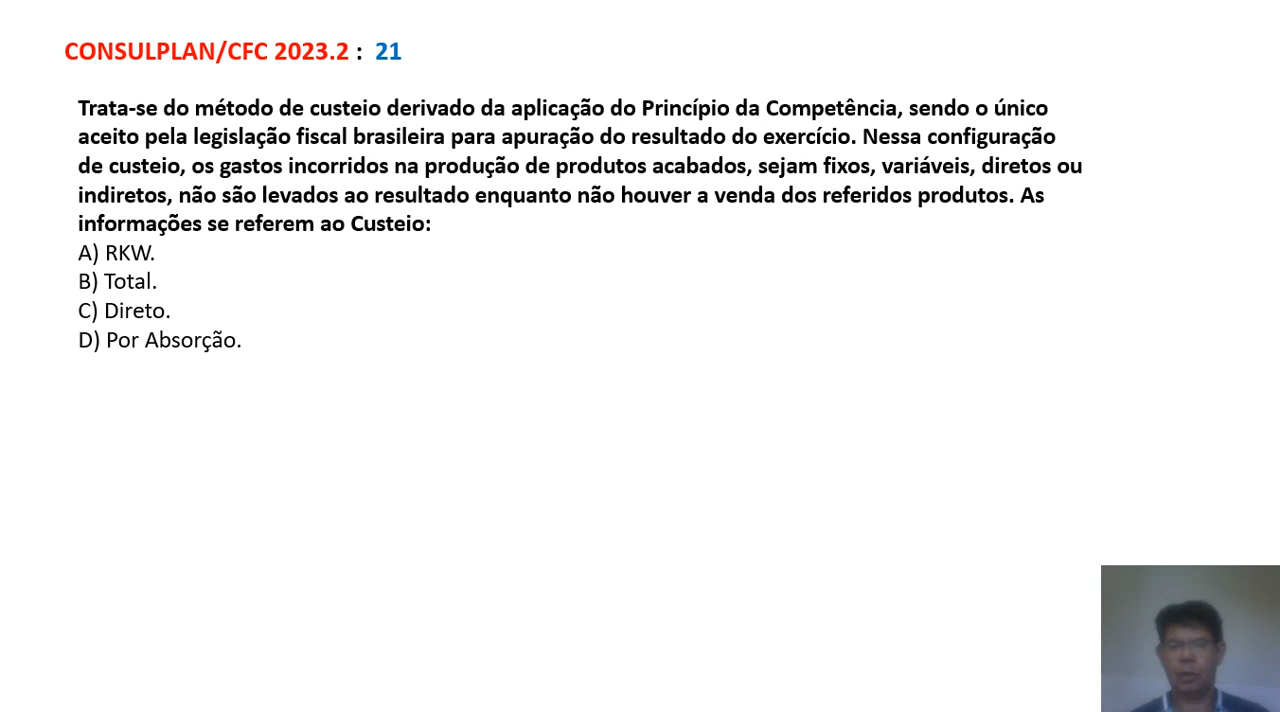 CONSULPLAN/CFC 2023.2 : 21
Trata-se do método de custeio derivado da aplicação do Princípio da Competência, sendo o único
aceito pela legislação fiscal brasileira para apuração do resultado do exercício. Nessa configuração
de custeio, os gastos incorridos na produção de produtos acabados, sejam fixos, variáveis, diretos ou
indiretos, não são levados ao resultado enquanto não houver a venda dos referidos produtos. As
informações se referem ao Custeio:
A) RKW.
B) Total.
C) Direto.
D) Por Absorção.